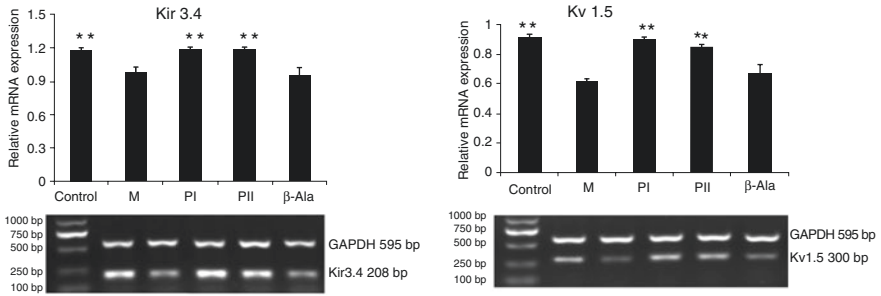 Kir 3.4
Relative mRNA expression
1.5
1.2
0.9
0.6
0.3
0
**
**
**
Control M PI PII β-Ala
1000 bp
750 bp
500 bp
250 bp
100 bp
GAPDH 595 bp
Kir3.4 208 bp
Kv 1.5
Relative mRNA expression
1
0.8
0.6
0.4
0.2
0
**
**
**
Control M PI PII β-Ala
1000 bp
750 bp
500 bp
250 bp
100 bp
GAPDH 595 bp
Kv1.5 300 bp